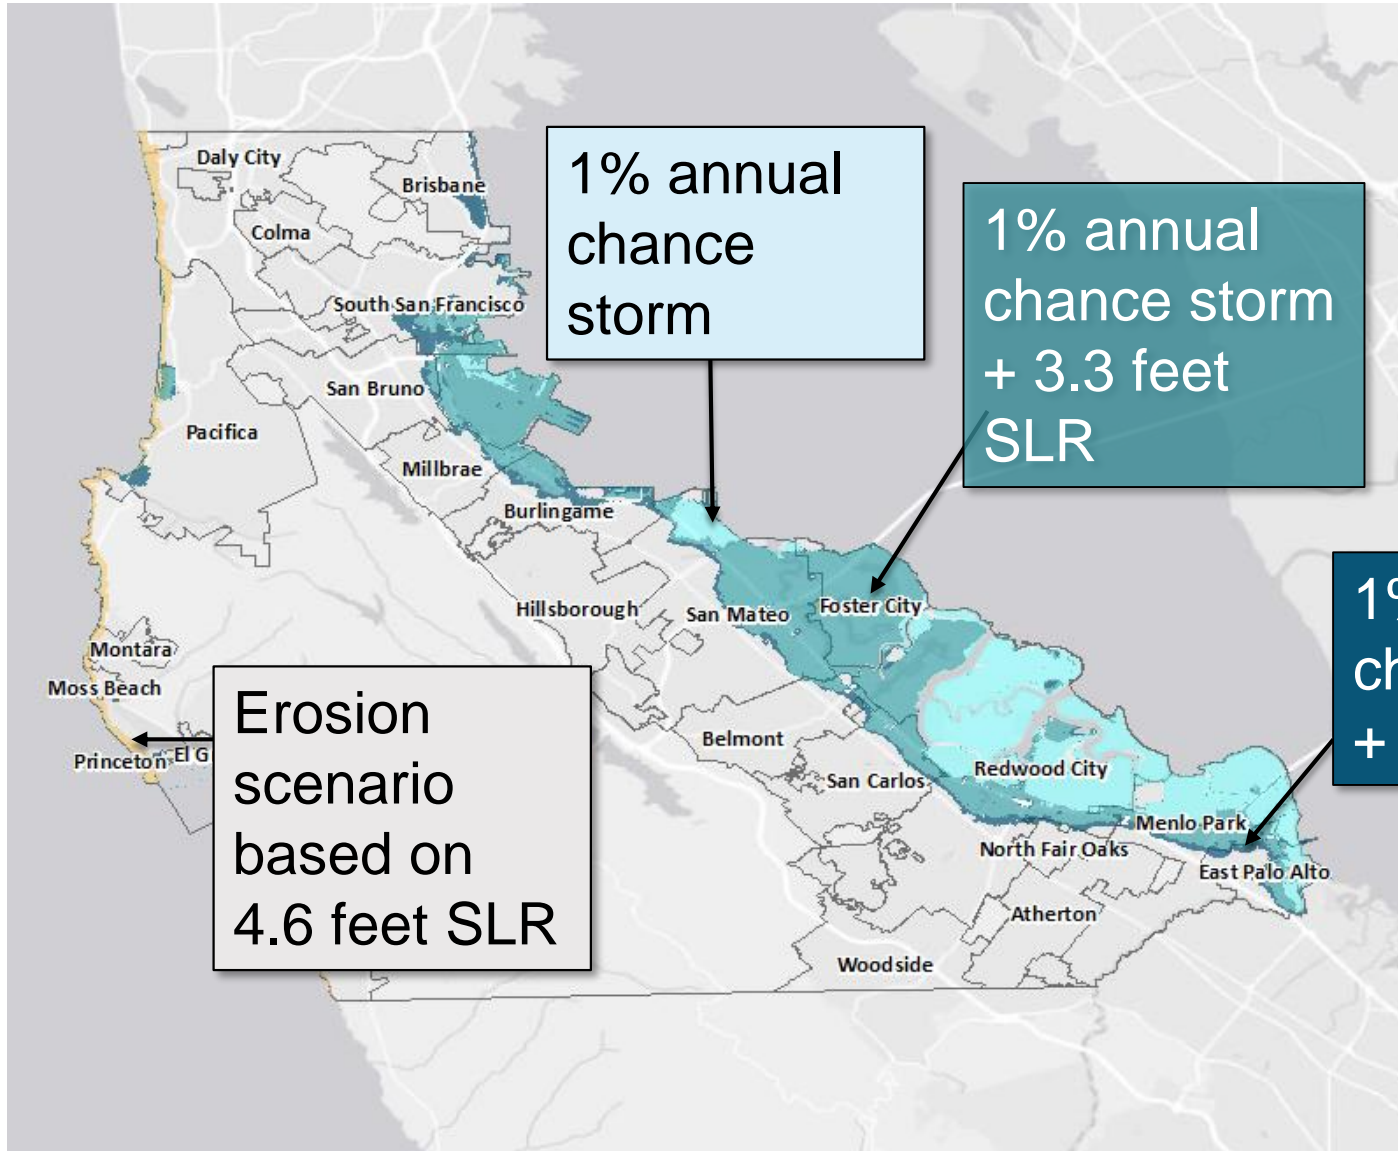 Daly City
Brisbane
Colma
South San Francisco
San Bruno
Pacifica
Millbrae
Burlingame
Hillsborough
San Mateo
Foster City
Montara
Moss Beach
Princeton
El G
Belmont
San Carlos
Redwood City
Menlo Park
North Fair Oaks
East Palo Alto
Atherton
Woodside
1% annual
chance
storm
1% annual
chance storm
+ 3.3 feet
SLR
+
Erosion
scenario
based on
4.6 feet SLR